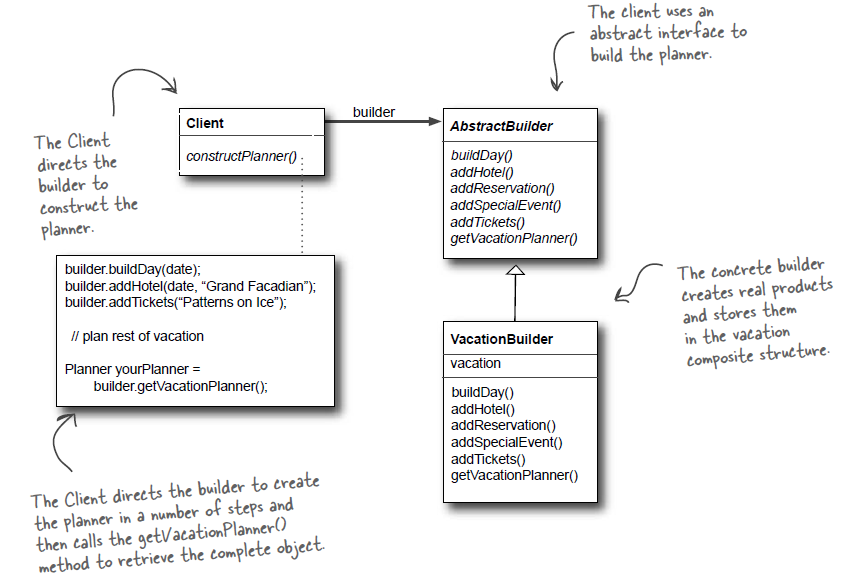 The client uses an
abstract interface to
build the planner.
builder
Client
constructPlanner()
AbstractBuilder
buildDay()
addHotel()
addReservation()
addSpecialEvent()
addTickets()
getVacationPlanner()
The Client
directs the
builder to
construct the
planner.
builder.buildDay(date);
builder.addHotel(date, “Grand Facadian”);
builder.addTickets(“Patterns on Ice”);
// plan rest of vacation
Planner yourPlanner =
builder.getVacationPlanner();
The concrete builder
creates real products
and stores them
in the vacation
composite structure.
VacationBuilder
vacation
buildDay()
addHotel()
addReservation()
addSpecialEvent()
addTickets()
getVacationPlanner()
The Client directs the builder to create
the planner in a number of steps and
then calls the getVacationPlanner()
method to retrieve the complete object.